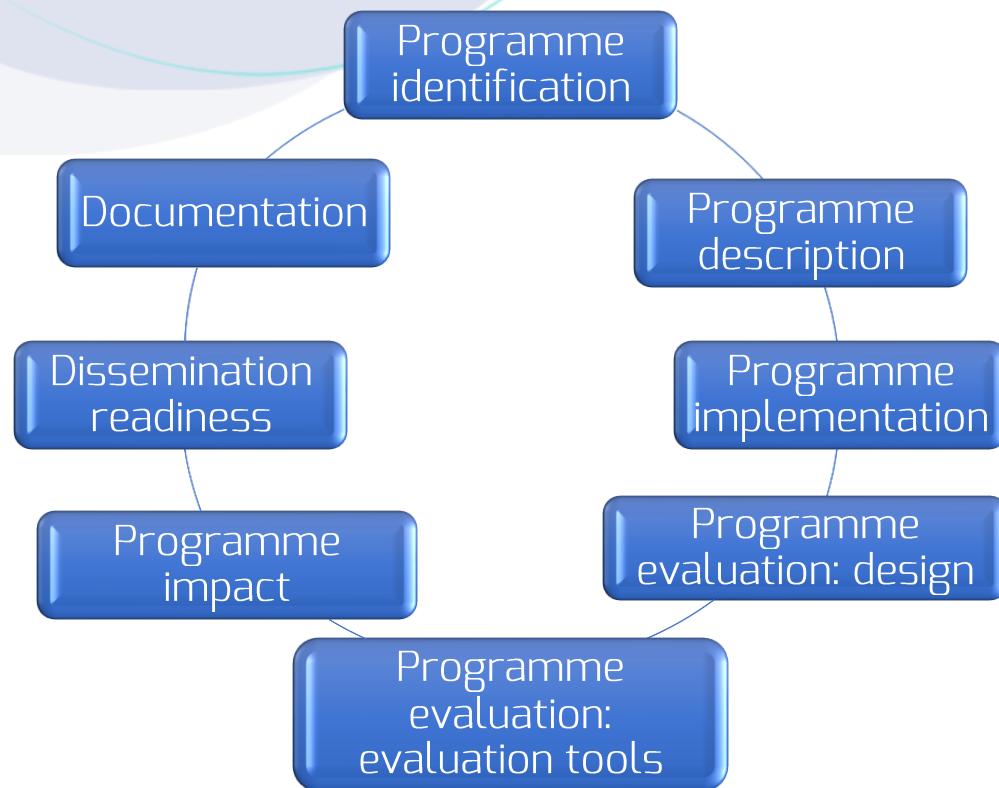 Programme
identification
Programme
description
Programme
implementation
Programme
evaluation: design
Programme
evaluation:
evaluation tools
Programme
impact
Dissemination
readiness
Documentation